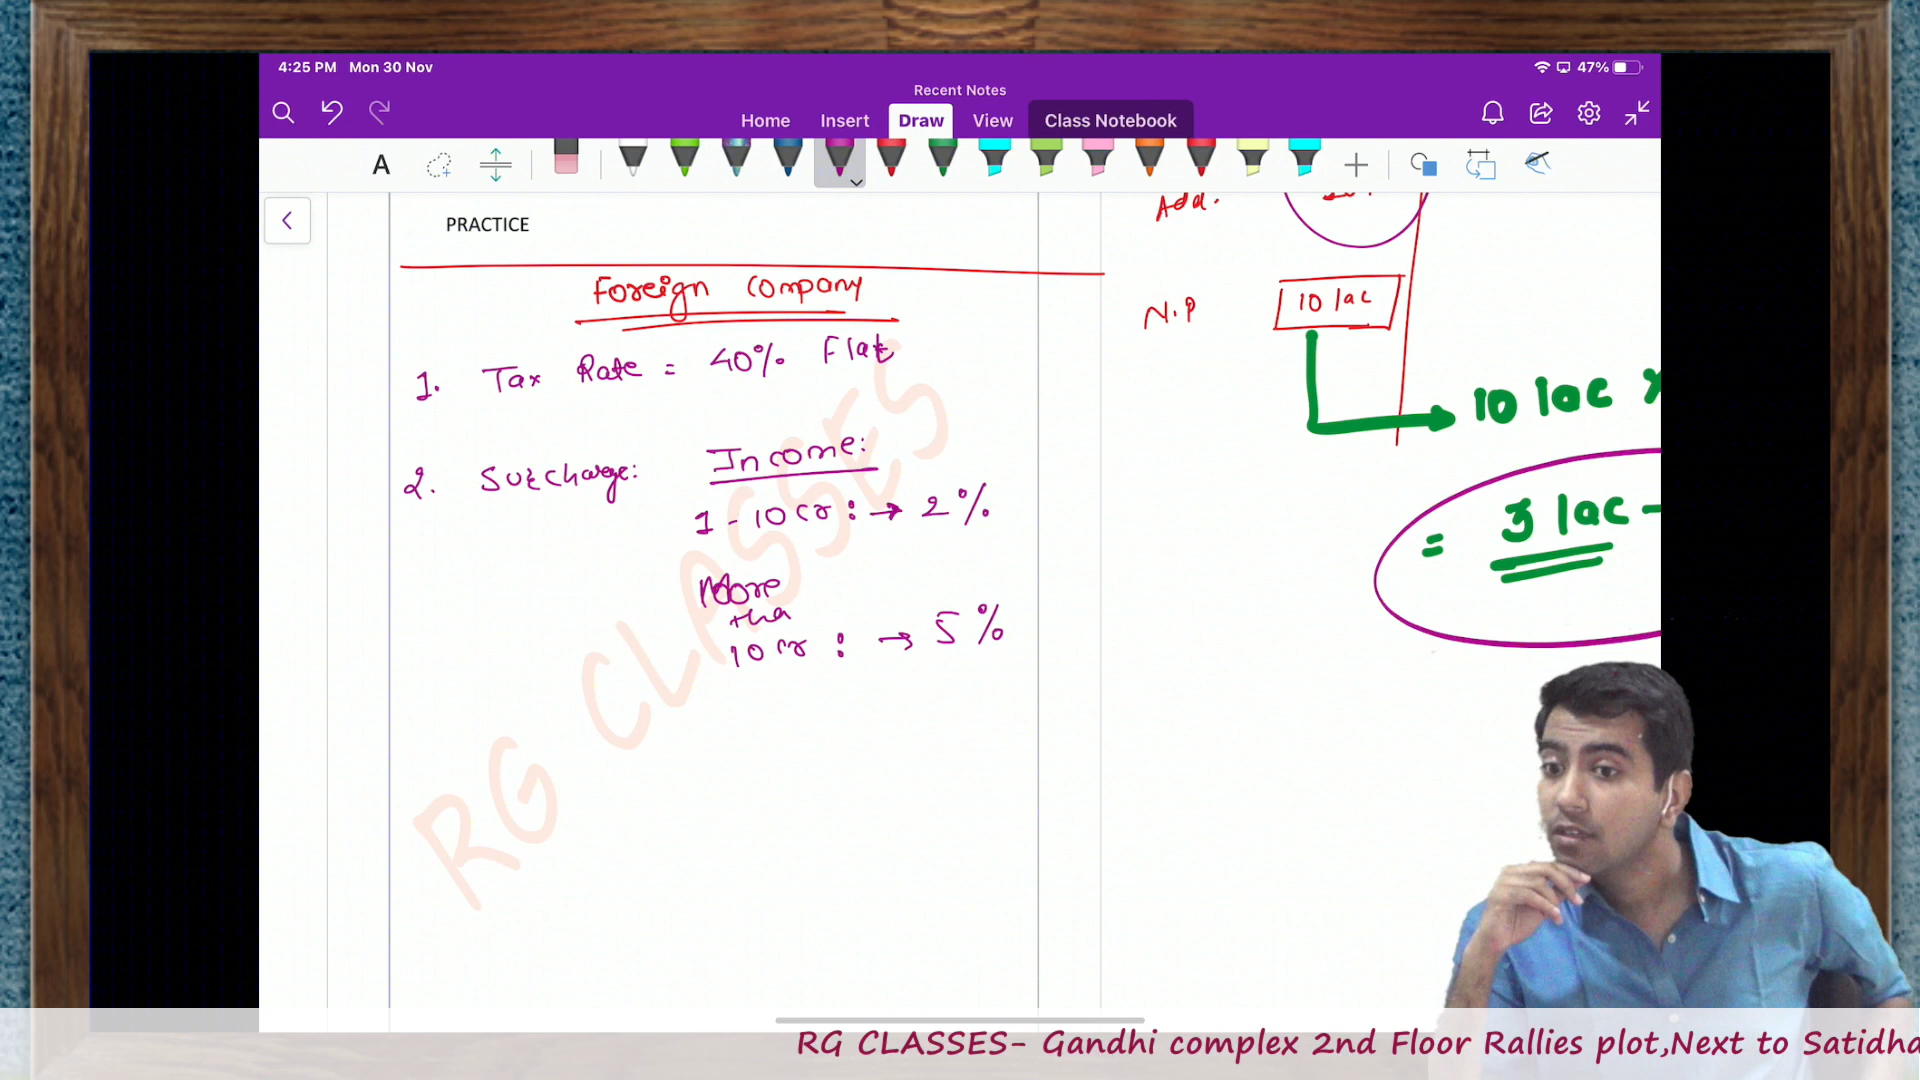 4:25 PM Mon 30 Nov
47%
Recent Notes
Home Insert Draw View Class Notebook
A
PRACTICE
Foreign Company
1. Tax Rate = 40% Flat
2. Surcharge: Income:
1 - 10 cr : → 2%
More
tha
10 cr : → 5%
Add.
N.P 10 lac
10 lac x
= 3 lac -
RG CLASSES
RG CLASSES- Gandhi complex 2nd Floor Rallies plot,Next to Satidha